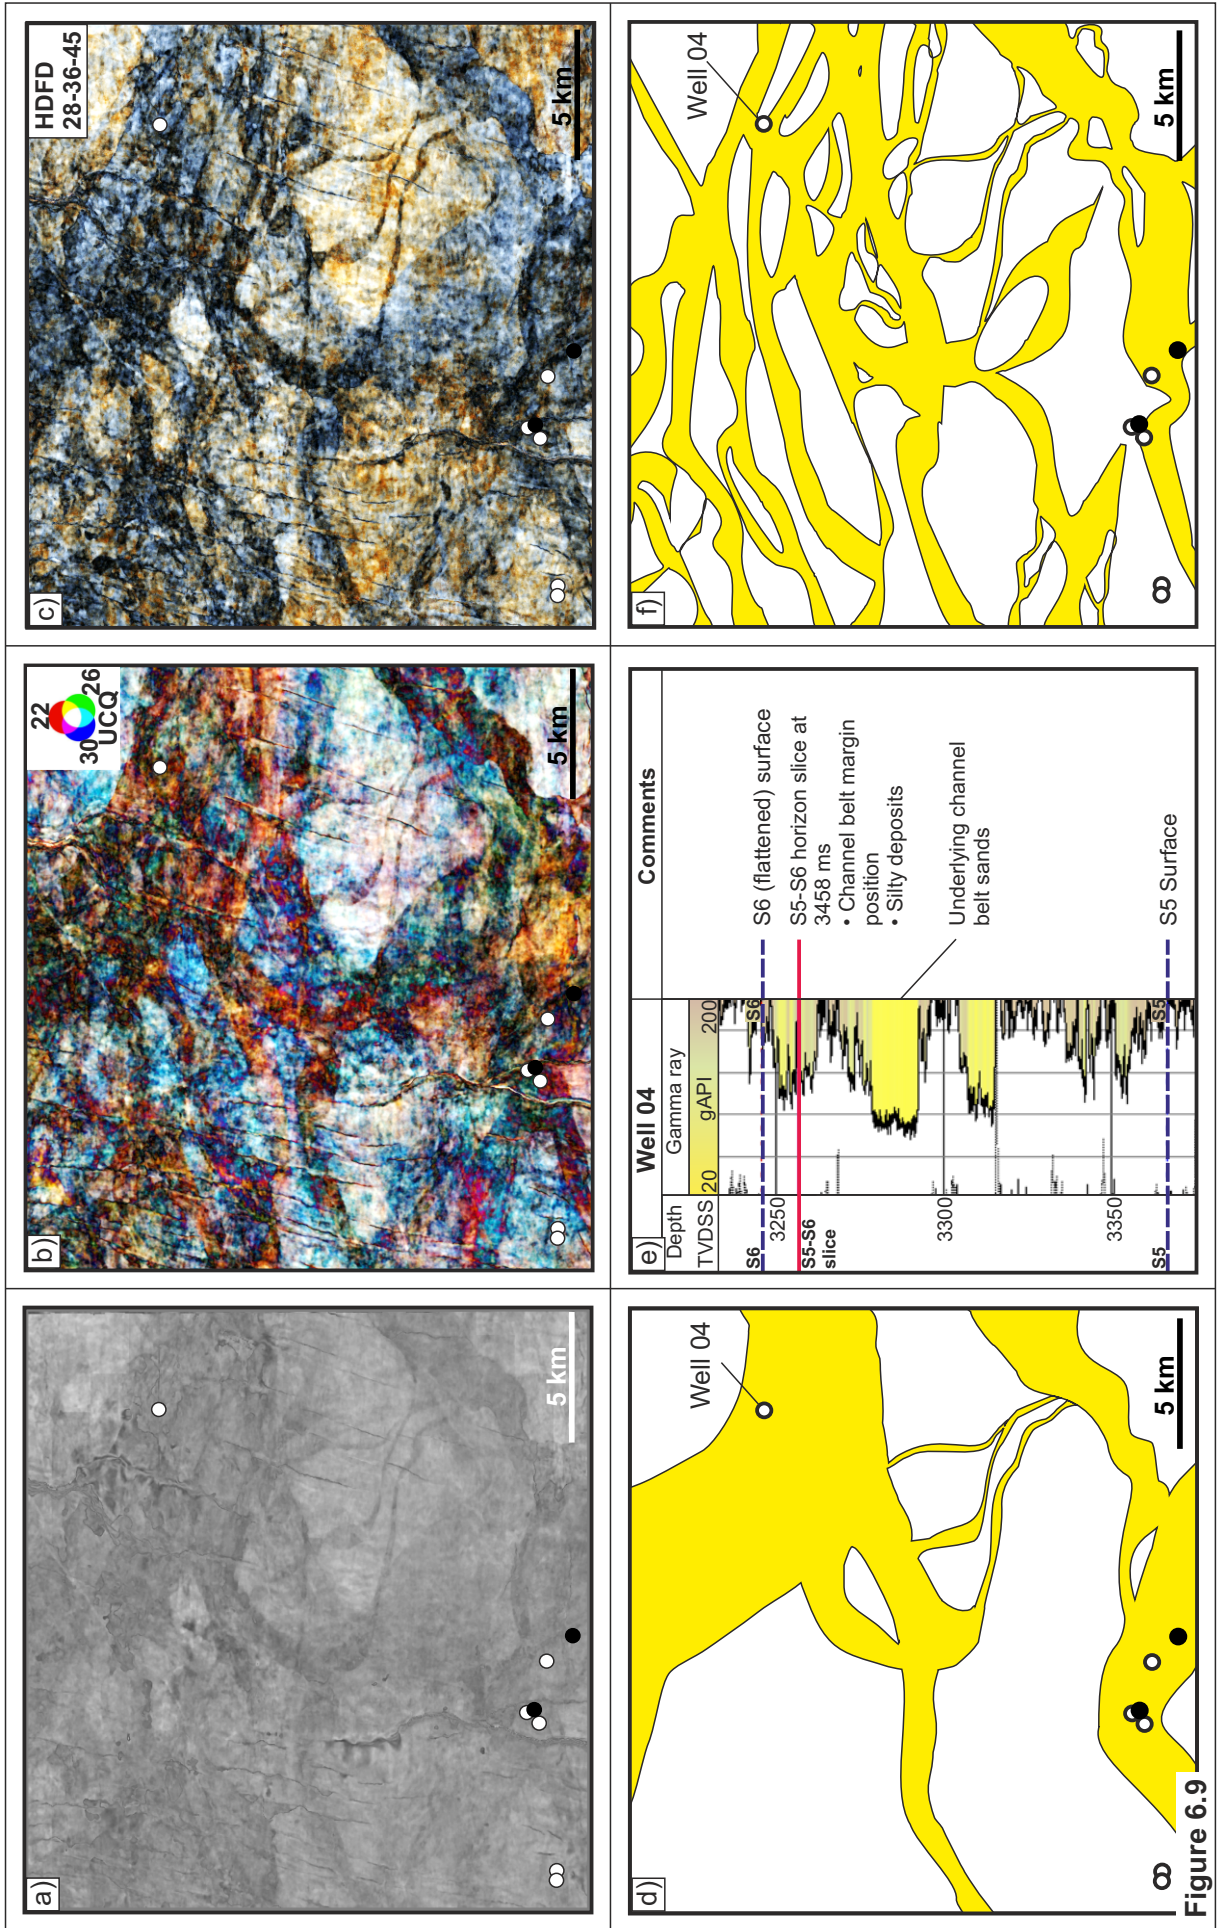 a)
5 km
b)
22
30
26
UCQ
5 km
c)
HDFD
28-36-45
5 km
d)
Well 04
5 km
Figure 6.9
e)
Well 04
Comments
Depth
Gamma ray
TVDSS
20
gAPI
200
S6
S6
S6 (flattened) surface
3250
S5-S6
slice
S5-S6 horizon slice at
3458 ms
• Channel belt margin
position
• Silty deposits
3300
Underlying channel
belt sands
3350
S5
S5
S5 Surface
f)
Well 04
5 km